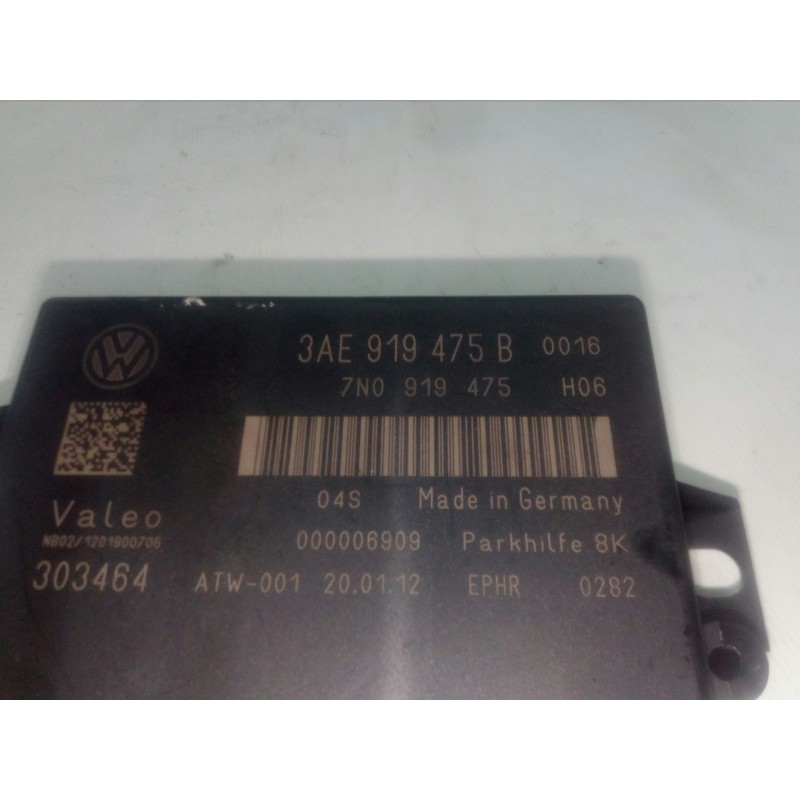 3AE 919 475 B 0016
7N0 919 475 H06
04S Made in Germany
Valeo
NB02/1201900706
000006909 Parkhilfe 8K
303464 ATW-001 20.01.12 EPHR 0282